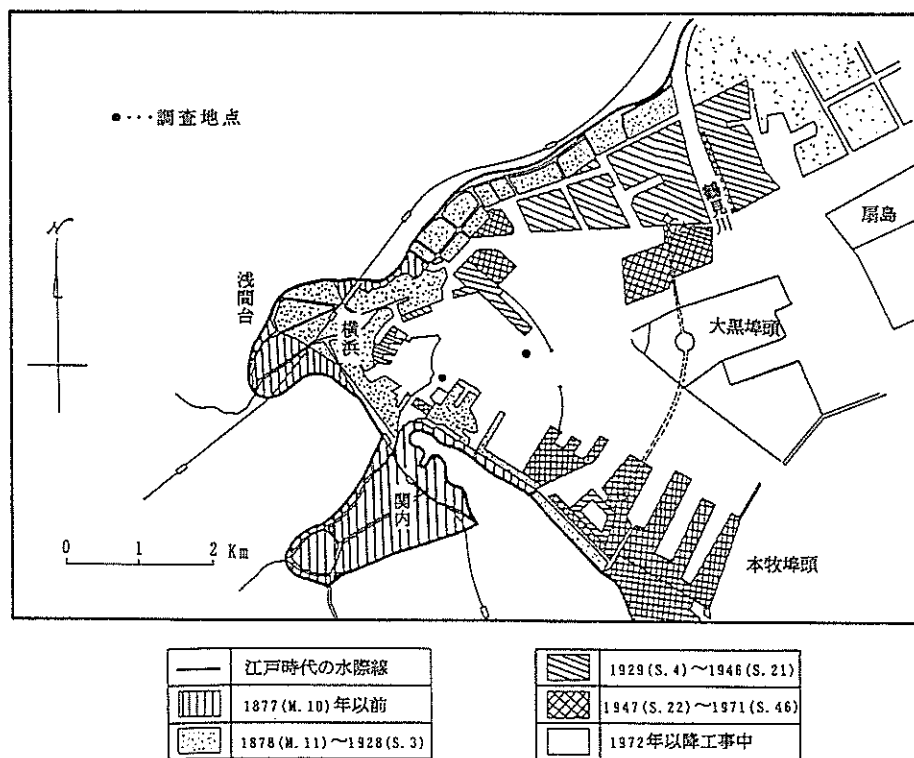 ●・・・調査地点
N
浅間台
横浜
関内
鶴見川
扇島
大黒埠頭
本牧埠頭
0 1 2 Km
江戸時代の水際線
1877(M.10)年以前
1878(M.11)〜1928(S.3)
1929(S.4)〜1946(S.21)
1947(S.22)〜1971(S.46)
1972年以降工事中